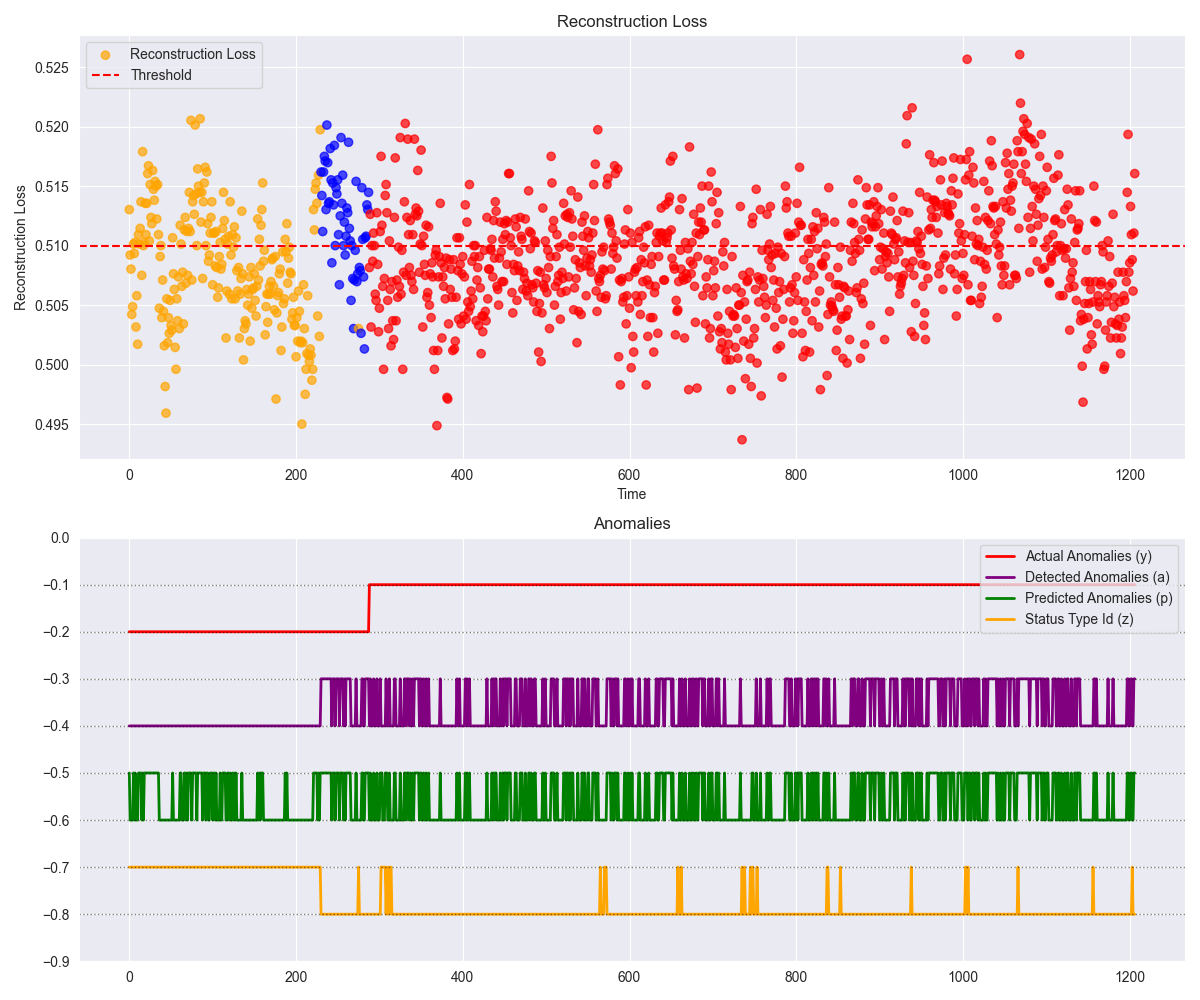 Reconstruction Loss
Reconstruction Loss
Threshold
Reconstruction Loss
0.525
0.520
0.515
0.510
0.505
0.500
0.495
0 200 400 600 800 1000 1200
Time
Anomalies
Actual Anomalies (y)
Detected Anomalies (a)
Predicted Anomalies (p)
Status Type Id (z)
0.0
−0.1
−0.2
−0.3
−0.4
−0.5
−0.6
−0.7
−0.8
−0.9
0 200 400 600 800 1000 1200